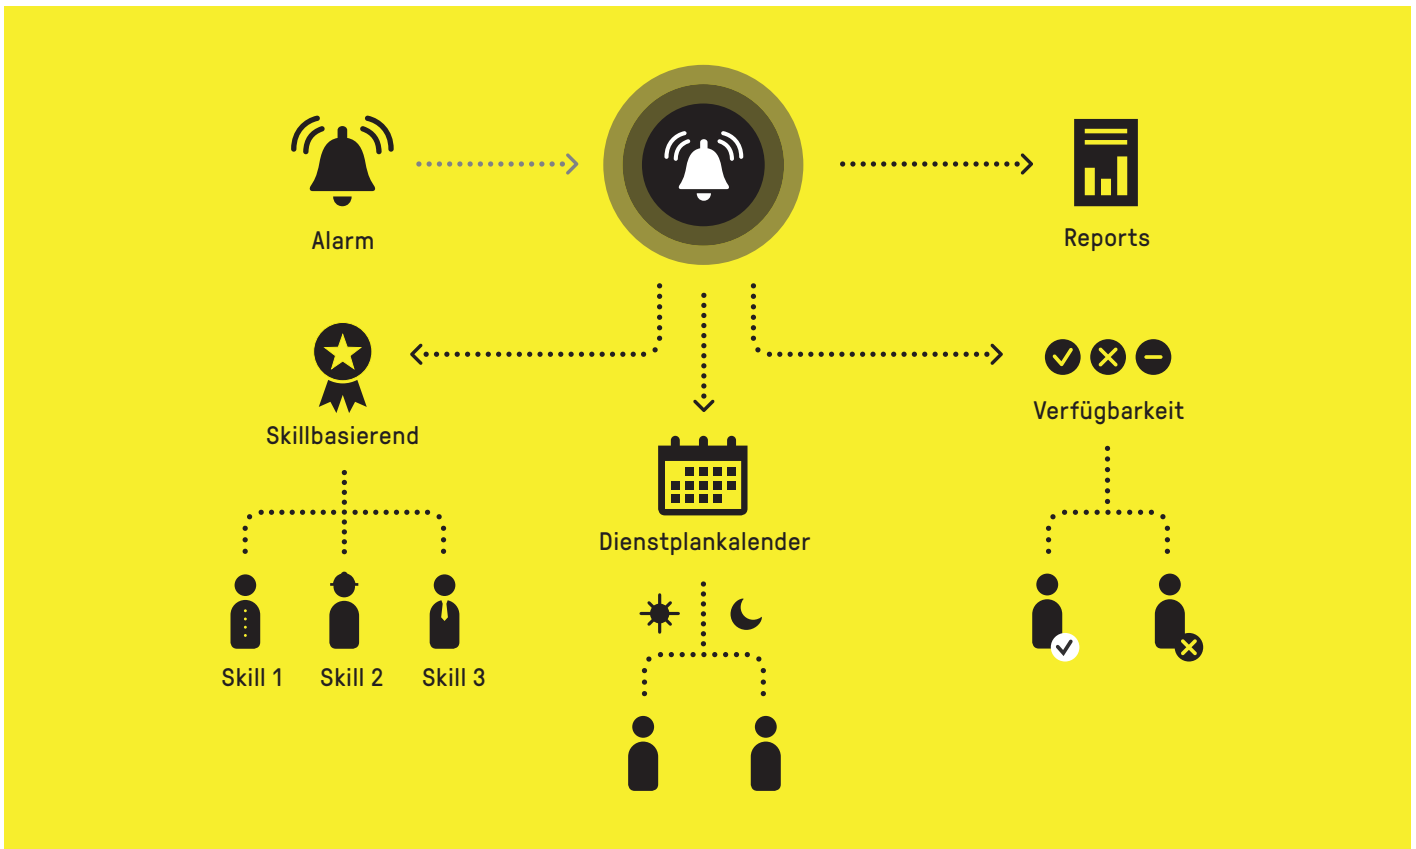 Alarm
Reports
Skillbasierend
Verfügbarkeit
Dienstplankalender
Skill 1
Skill 2
Skill 3